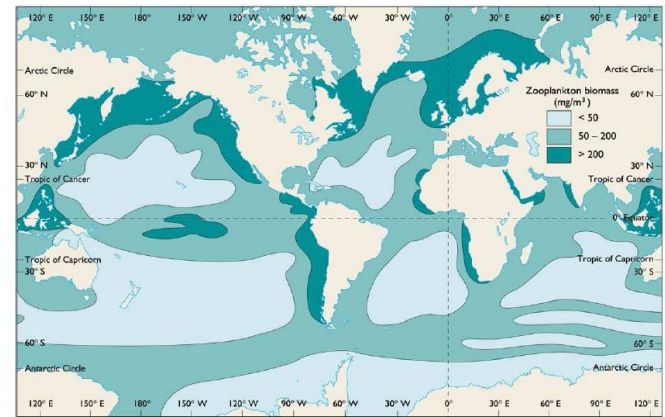 120° E 150° E 180° 150° W 120° W 90° W 60° W 30° W 0° 30° E 60° E 90° E 120° E
Arctic Circle Arctic Circle
60° N 60° N
Zooplankton biomass
(mg/m³)
< 50
50 – 200
> 200
30° N 30° N
Tropic of Cancer Tropic of Cancer
0° 0° Equator
Tropic of Capricorn Tropic of Capricorn
30° S 30° S
60° S 60° S
Antarctic Circle Antarctic Circle
120° E 150° E 180° 150° W 120° W 90° W 60° W 30° W 0° 30° E 60° E 90° E 120° E